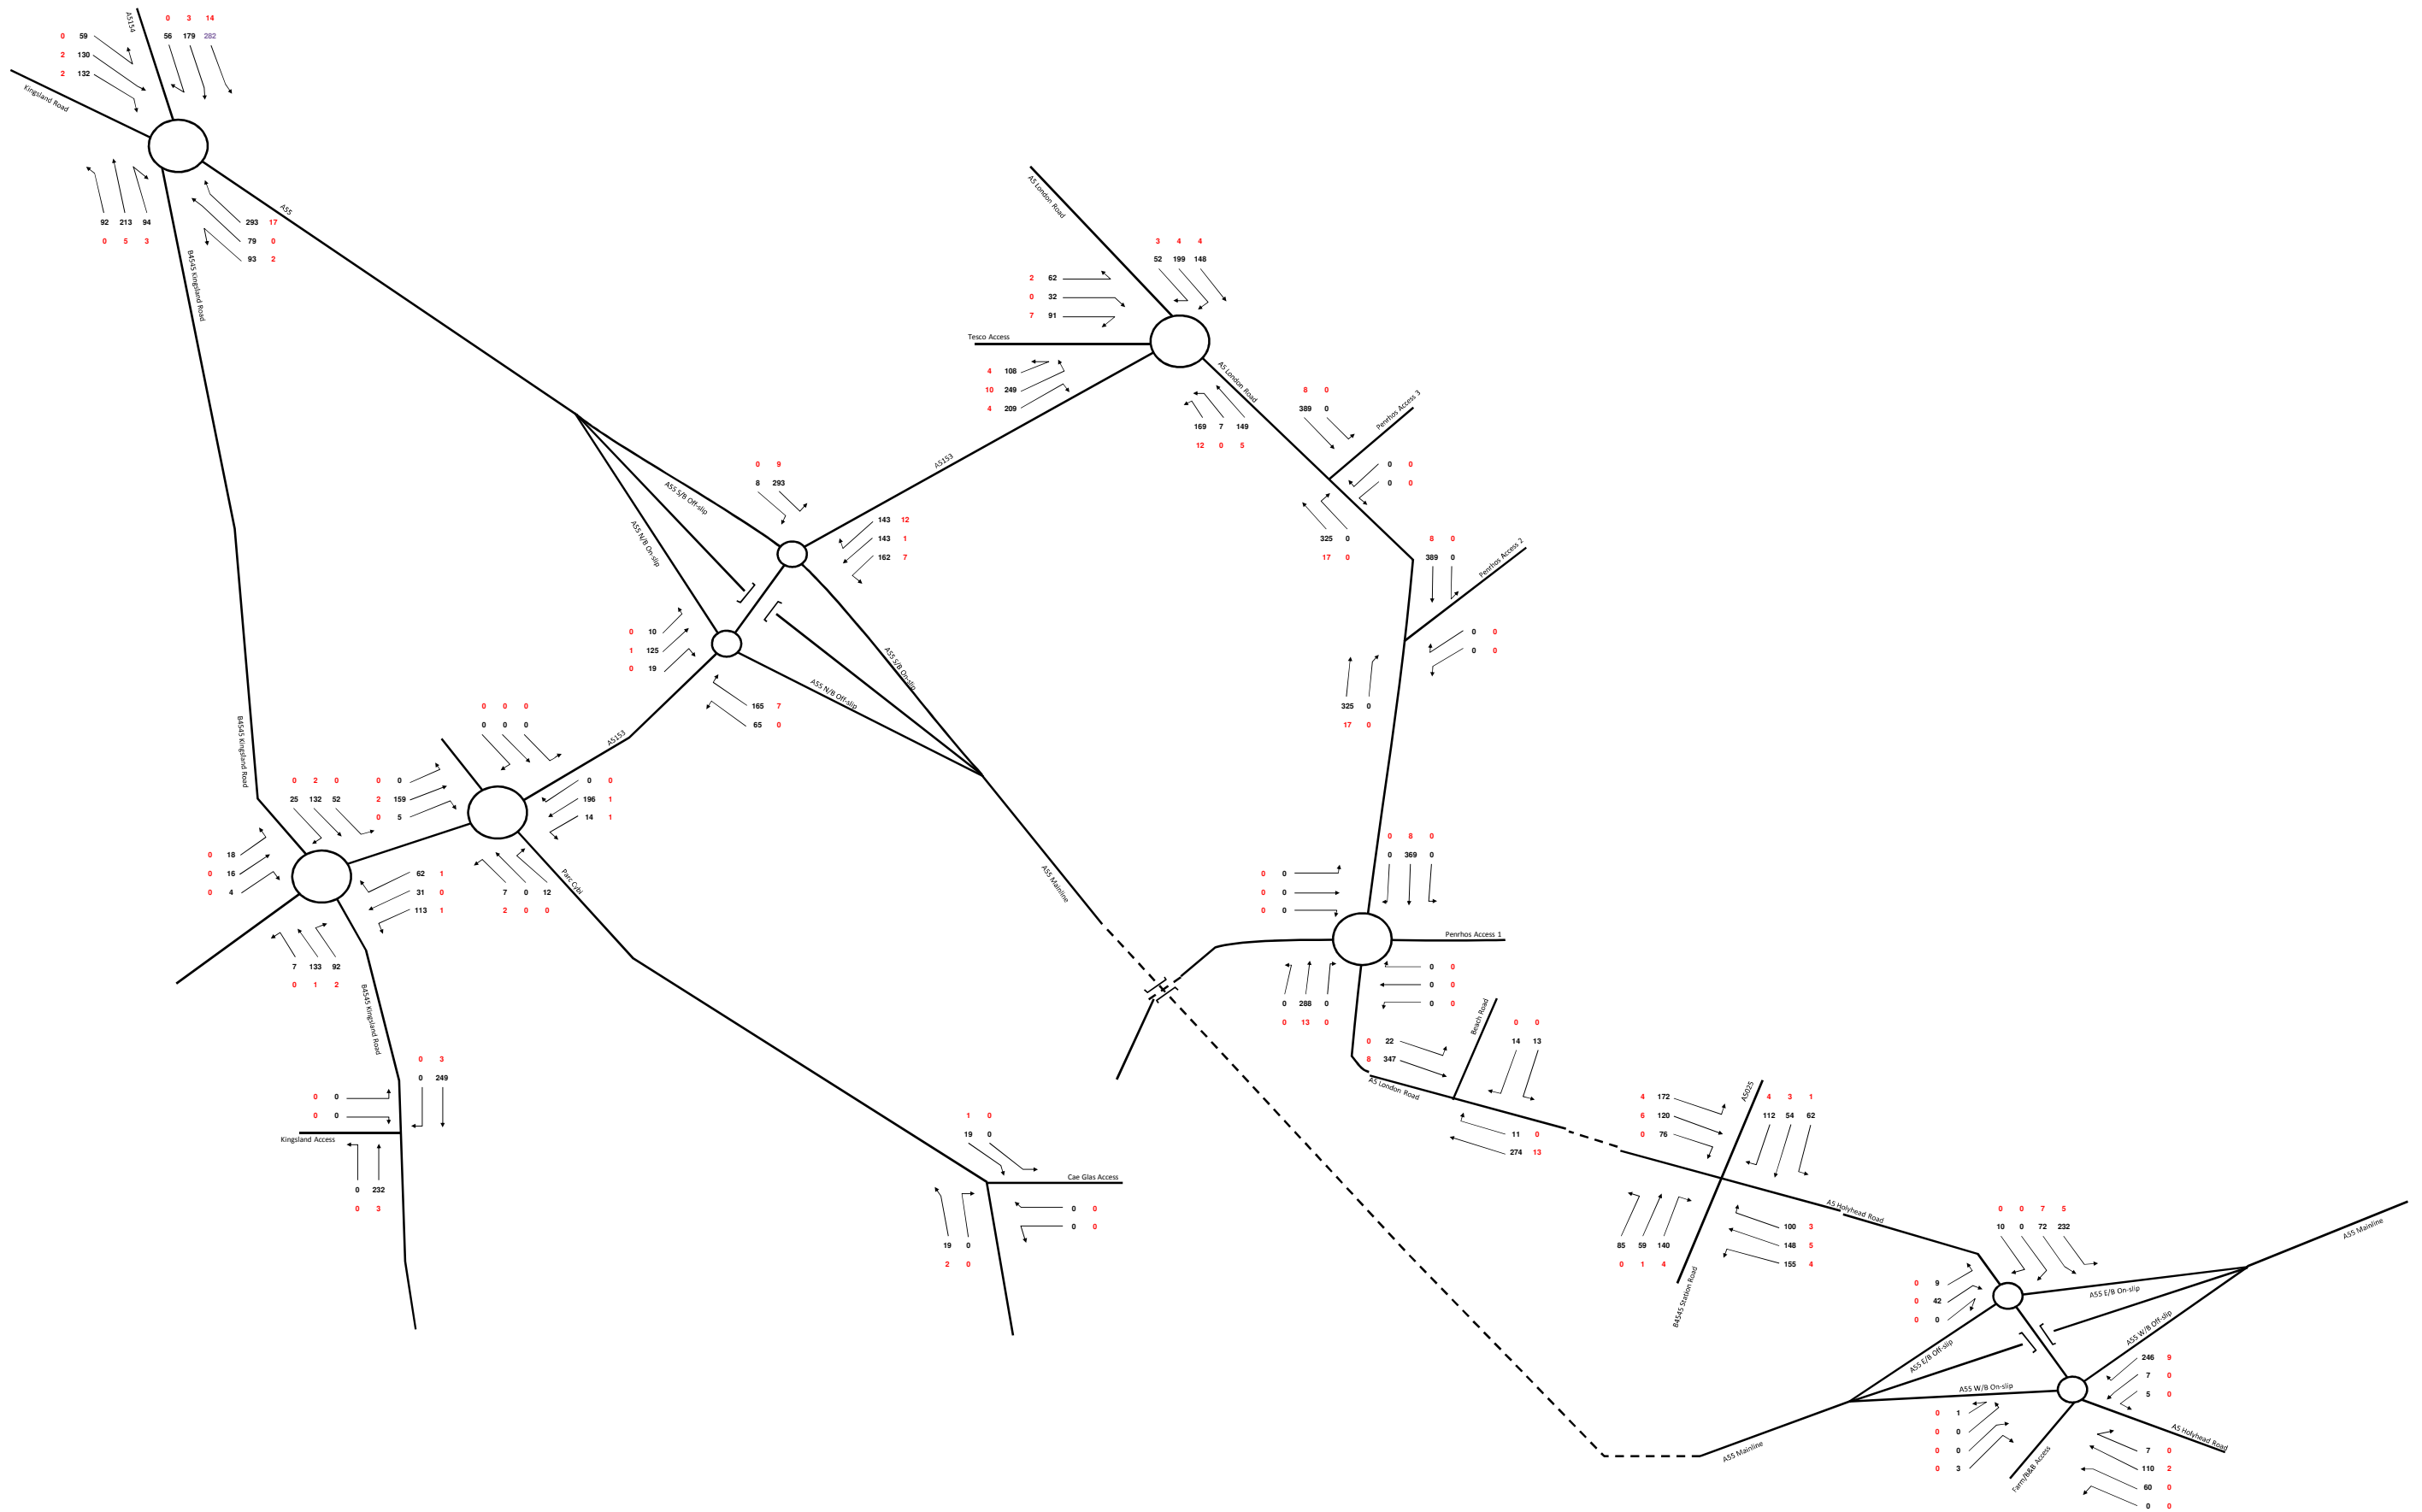 A5154
0 3 14
56 179 282
0 59
2 130
2 132
Kingsland Road
92 213 94
0 5 3
293 17
79 0
93 2
A55
B4545 Kingsland Road
A5 London Road
3 4 4
52 199 148
2 62
0 32
7 91
Tesco Access
4 108
10 249
4 209
A5 London Road
169 7 149
12 0 5
8 0
389 0
Penrhos Access 3
0 0
0 0
325 0
17 0
A5153
0 9
8 293
A55 S/B Off-slip
A55 N/B On-slip
143 12
143 1
162 7
8 0
389 0
Penrhos Access 2
0 0
0 0
325 0
17 0
0 10
1 125
0 19
165 7
65 0
A55 S/B On-slip
A55 N/B Off-slip
0 0 0
0 0 0
A5153
B4545 Kingsland Road
0 2 0
25 132 52
0 0
2 159
0 5
0 0
196 1
14 1
0 18
0 16
0 4
62 1
31 0
113 1
7 0 12
2 0 0
Parc Cybi
7 133 92
0 1 2
B4545 Kingsland Road
A55 Mainline
0 8 0
0 369 0
0 0
0 0
0 0
Penrhos Access 1
0 0
0 0
0 0
0 288 0
0 13 0
Beach Road
0 22
8 347
0 0
14 13
A5 London Road
11 0
274 13
0 3
0 249
0 0
0 0
Kingsland Access
0 232
0 3
1 0
19 0
Cae Glas Access
0 0
0 0
19 0
2 0
A5025
4 172
6 120
0 76
4 3 1
112 54 62
85 59 140
0 1 4
100 3
148 5
155 4
B4545 Station Road
A5 Holyhead Road
0 0 7 5
10 0 72 232
0 9
0 42
0 0
A55 Mainline
A55 E/B On-slip
A55 E/B Off-slip
A55 W/B Off-slip
A55 W/B On-slip
246 9
7 0
5 0
0 1
0 0
0 0
0 3
A55 Mainline
Farm/B&B Access
A5 Holyhead Road
7 0
110 2
60 0
0 0